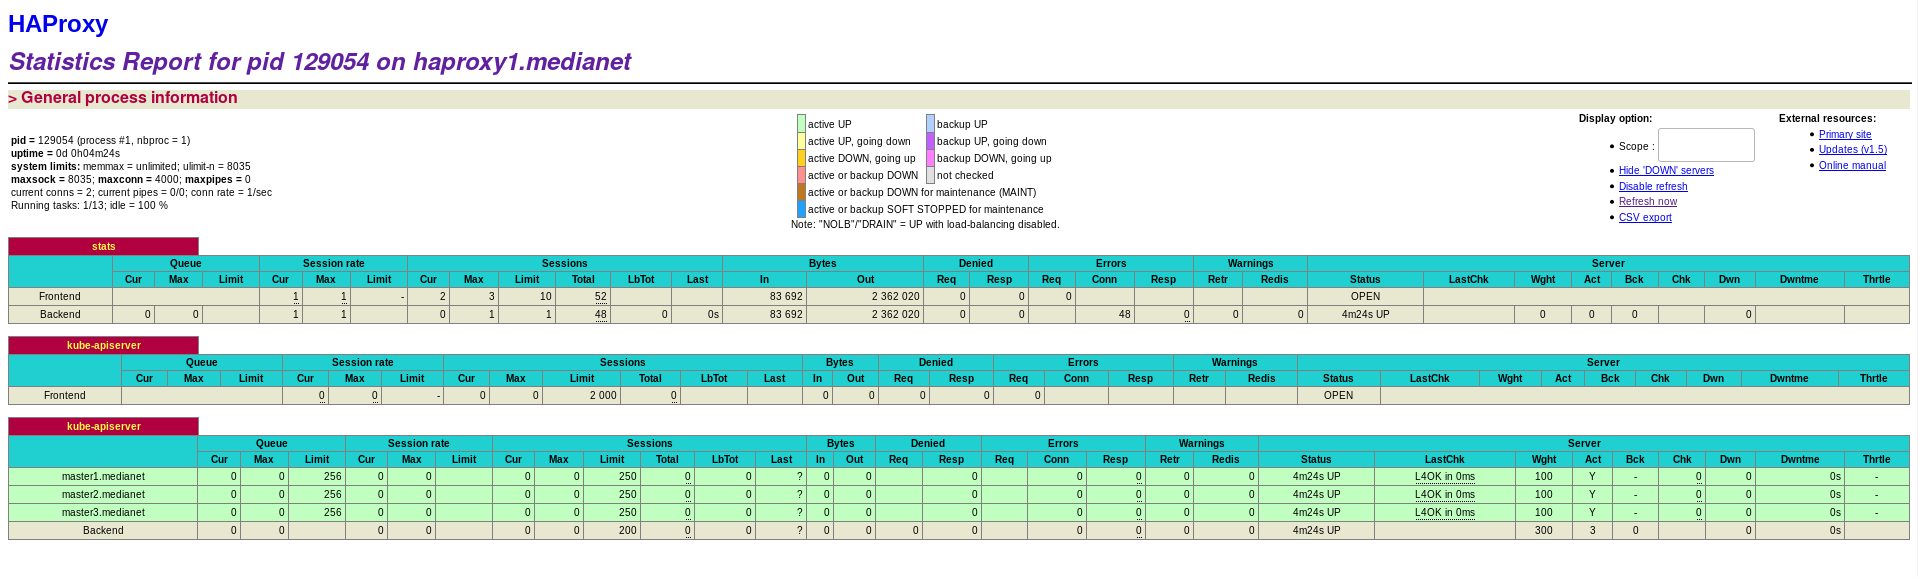 HAProxy
Statistics Report for pid 129054 on haproxy1.medianet
> General process information
pid = 129054 (process #1, nbproc = 1)
uptime = 0d 0h04m24s
system limits: memmax = unlimited; ulimit-n = 8035
maxsock = 8035; maxconn = 4000; maxpipes = 0
current conns = 2; current pipes = 0/0; conn rate = 1/sec
Running tasks: 1/13; idle = 100 %
active UP backup UP
active UP, going down backup UP, going down
active DOWN, going up backup DOWN, going up
active or backup DOWN not checked
active or backup DOWN for maintenance (MAINT)
active or backup SOFT STOPPED for maintenance
Note: "NOLB"/"DRAIN" = UP with load-balancing disabled.
Display option:
Scope :
Hide 'DOWN' servers
Disable refresh
Refresh now
CSV export
External resources:
Primary site
Updates (v1.5)
Online manual
stats
Queue Session rate Sessions Bytes Denied Errors Warnings Server
Cur Max Limit Cur Max Limit Cur Max Limit Total LbTot Last In Out Req Resp Req Conn Resp Retr Redis Status LastChk Wght Act Bck Chk Dwn Dwntme Thrtle
Frontend 1 1 - 2 3 10 52 83 692 2 362 020 0 0 0 OPEN
Backend 0 0 1 1 0 1 1 48 0 0s 83 692 2 362 020 0 0 48 0 0 0 4m24s UP 0 0 0 0
kube-apiserver
Queue Session rate Sessions Bytes Denied Errors Warnings Server
Cur Max Limit Cur Max Limit Cur Max Limit Total LbTot Last In Out Req Resp Req Conn Resp Retr Redis Status LastChk Wght Act Bck Chk Dwn Dwntme Thrtle
Frontend 0 0 - 0 0 2 000 0 0 0 0 0 0 OPEN
kube-apiserver
Queue Session rate Sessions Bytes Denied Errors Warnings Server
Cur Max Limit Cur Max Limit Cur Max Limit Total LbTot Last In Out Req Resp Req Conn Resp Retr Redis Status LastChk Wght Act Bck Chk Dwn Dwntme Thrtle
master1.medianet 0 0 256 0 0 0 0 250 0 0 ? 0 0 0 0 0 0 0 4m24s UP L4OK in 0ms 100 Y - 0 0 0s -
master2.medianet 0 0 256 0 0 0 0 250 0 0 ? 0 0 0 0 0 0 0 4m24s UP L4OK in 0ms 100 Y - 0 0 0s -
master3.medianet 0 0 256 0 0 0 0 250 0 0 ? 0 0 0 0 0 0 0 4m24s UP L4OK in 0ms 100 Y - 0 0 0s -
Backend 0 0 0 0 0 0 200 0 0 ? 0 0 0 0 0 0 0 0 4m24s UP 300 3 0 0 0s